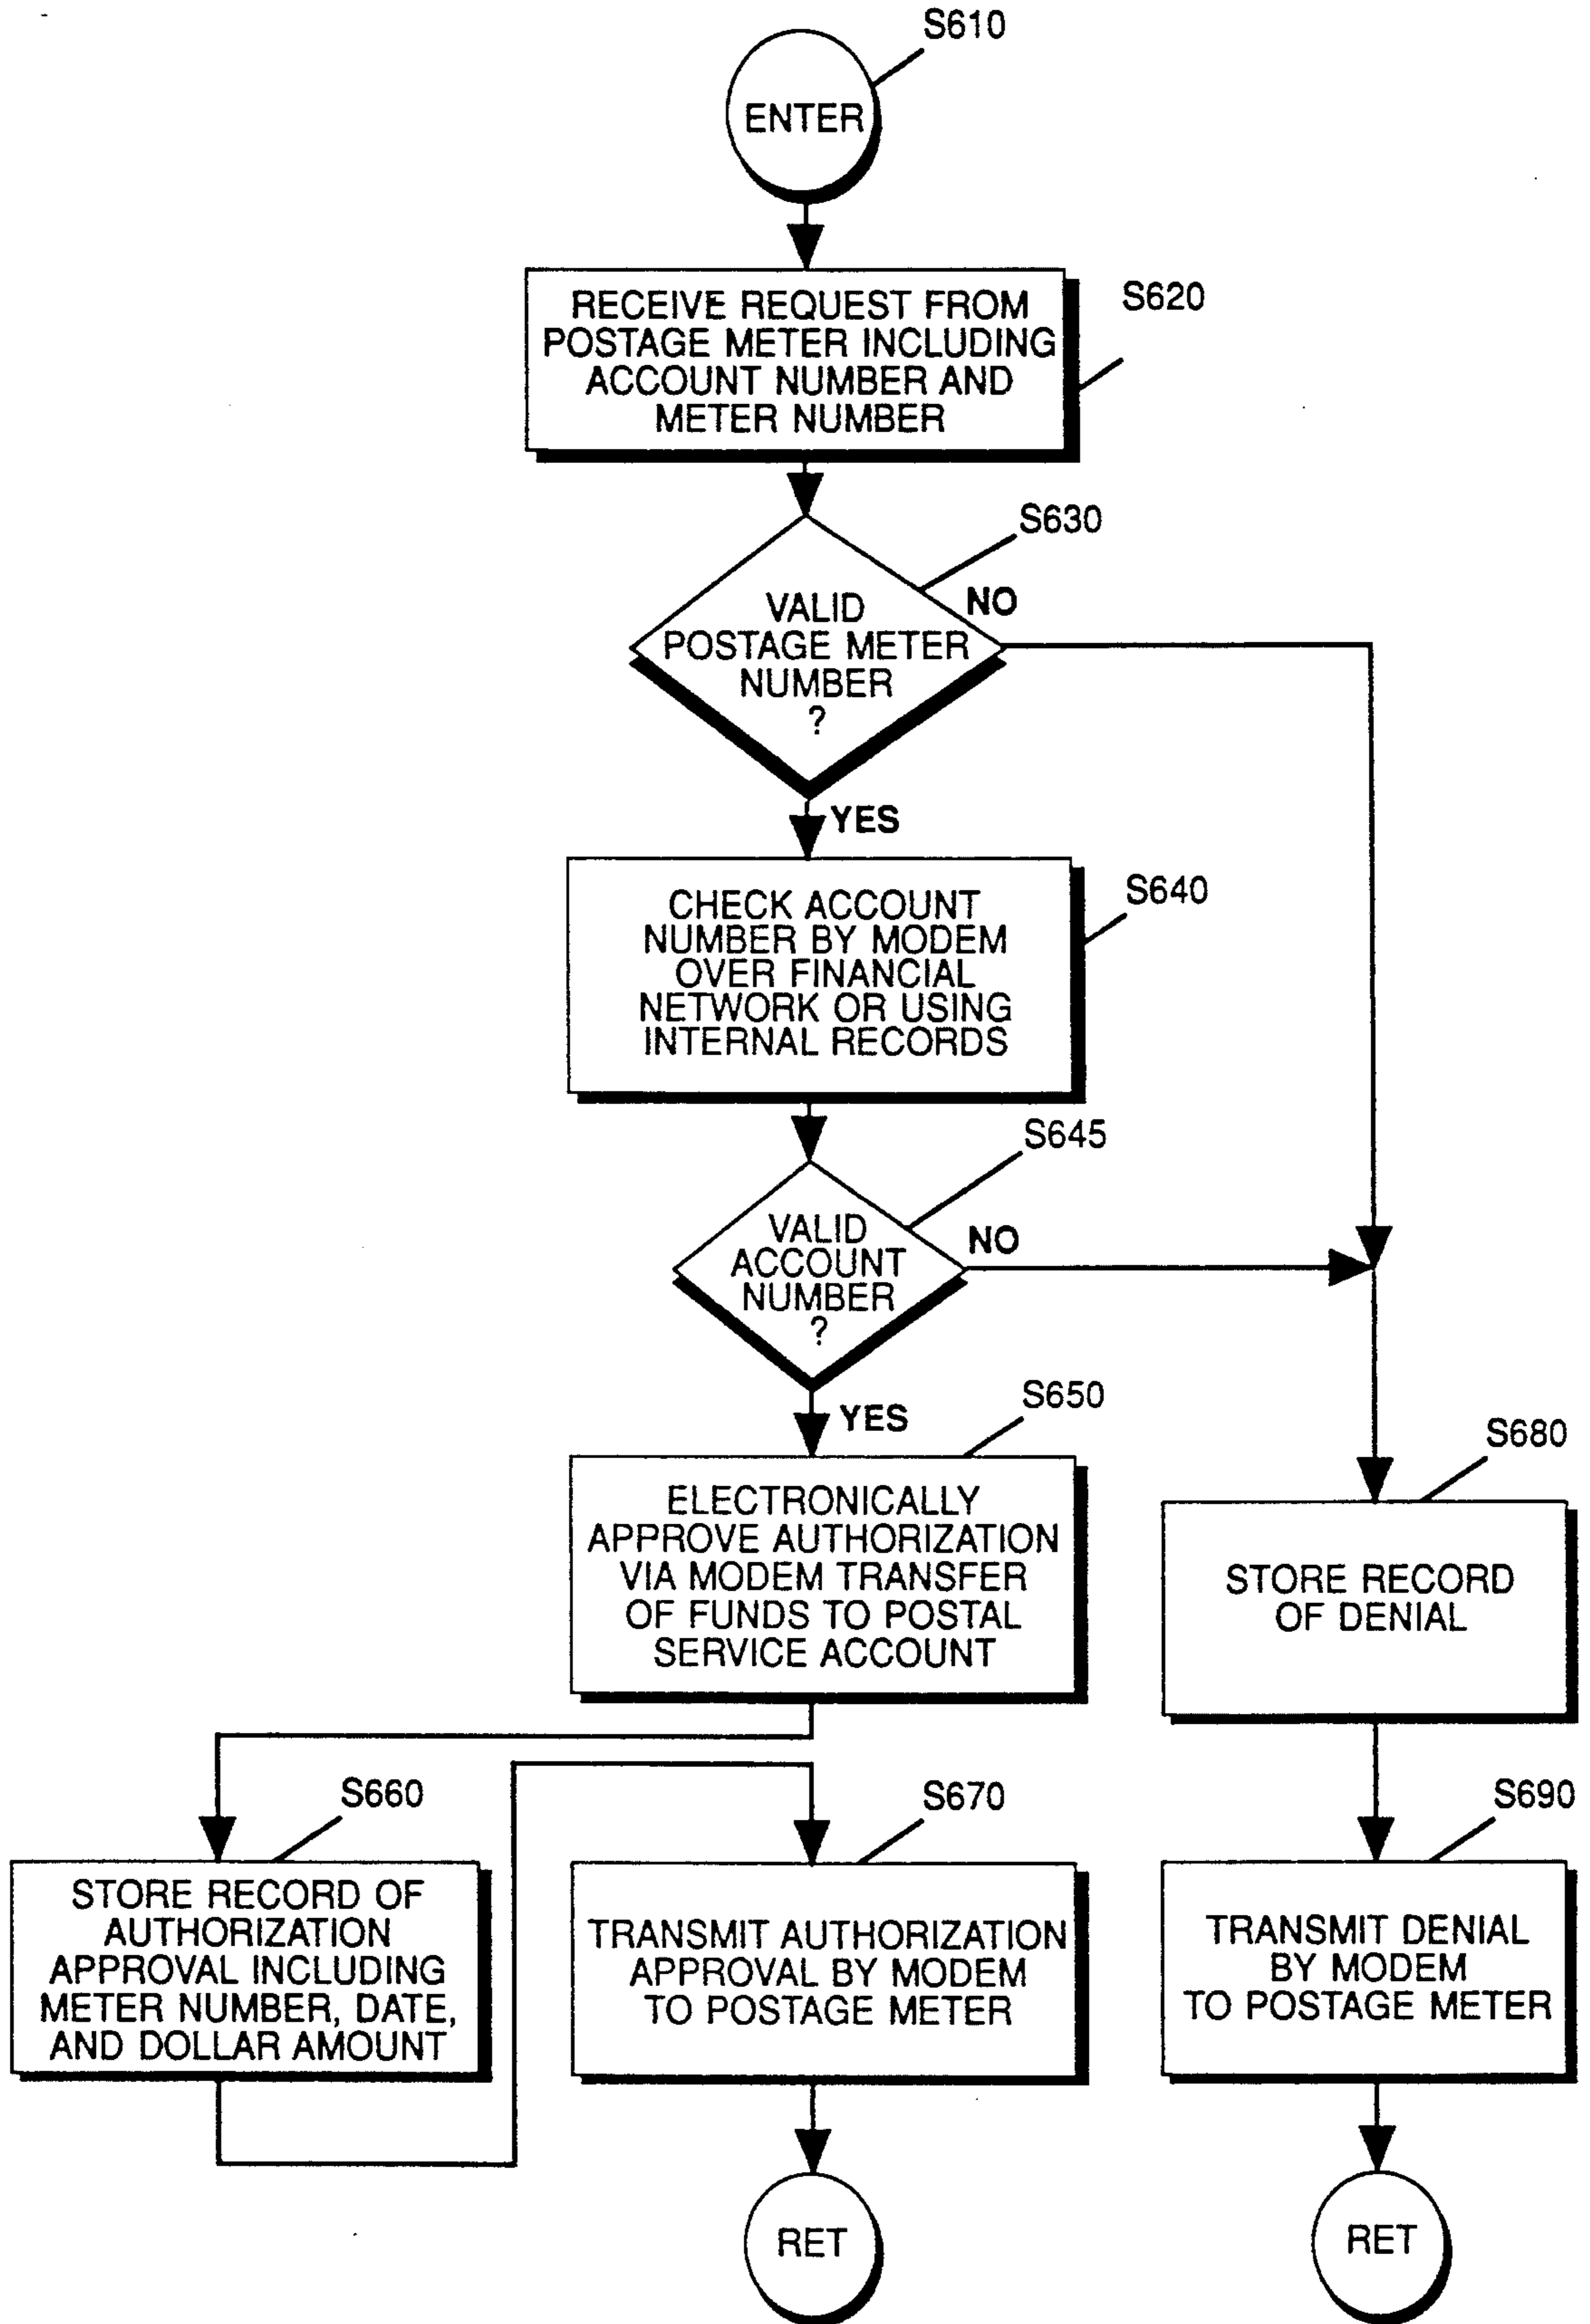 S610
ENTER
S620
RECEIVE REQUEST FROM
POSTAGE METER INCLUDING
ACCOUNT NUMBER AND
METER NUMBER
S630
NO
VALID
POSTAGE METER
NUMBER
?
YES
S640
CHECK ACCOUNT
NUMBER BY MODEM
OVER FINANCIAL
NETWORK OR USING
INTERNAL RECORDS
S645
NO
VALID
ACCOUNT
NUMBER
?
YES
S650
ELECTRONICALLY
APPROVE AUTHORIZATION
VIA MODEM TRANSFER
OF FUNDS TO POSTAL
SERVICE ACCOUNT
S680
STORE RECORD
OF DENIAL
S660
STORE RECORD OF
AUTHORIZATION
APPROVAL INCLUDING
METER NUMBER, DATE,
AND DOLLAR AMOUNT
S670
TRANSMIT AUTHORIZATION
APPROVAL BY MODEM
TO POSTAGE METER
S690
TRANSMIT DENIAL
BY MODEM
TO POSTAGE METER
RET
RET